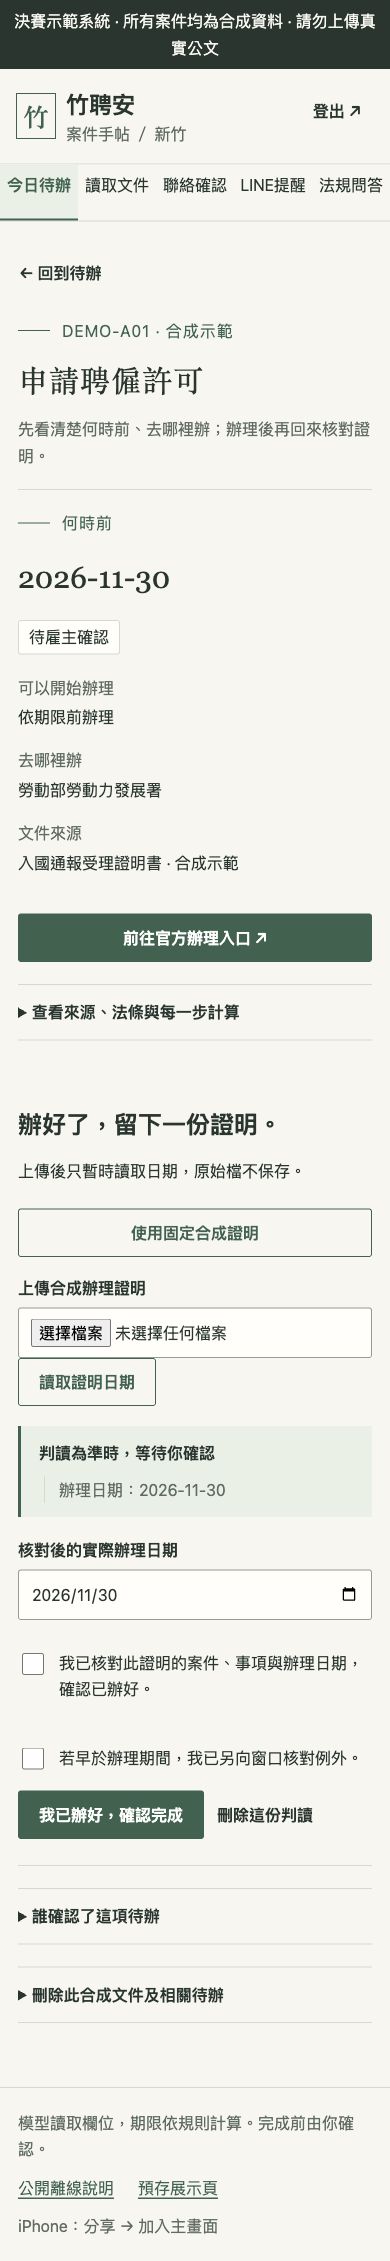 決賽示範系統 · 所有案件均為合成資料 · 請勿上傳真
實公文
竹
竹聘安
案件手帖 / 新竹
登出 ↗
今日待辦 讀取文件 聯絡確認 LINE提醒 法規問答
← 回到待辦
DEMO-A01 · 合成示範
申請聘僱許可
先看清楚何時前、去哪裡辦；辦理後再回來核對證
明。
何時前
2026-11-30
待雇主確認
可以開始辦理
依期限前辦理
去哪裡辦
勞動部勞動力發展署
文件來源
入國通報受理證明書 · 合成示範
前往官方辦理入口 ↗
▶ 查看來源、法條與每一步計算
辦好了，留下一份證明。
上傳後只暫時讀取日期，原始檔不保存。
使用固定合成證明
上傳合成辦理證明
選擇檔案 未選擇任何檔案
讀取證明日期
判讀為準時，等待你確認
辦理日期：2026-11-30
核對後的實際辦理日期
2026/11/30
我已核對此證明的案件、事項與辦理日期，
確認已辦好。
若早於辦理期間，我已另向窗口核對例外。
我已辦好，確認完成 刪除這份判讀
▶ 誰確認了這項待辦
▶ 刪除此合成文件及相關待辦
模型讀取欄位，期限依規則計算。完成前由你確
認。
公開離線說明 預存展示頁
iPhone：分享 → 加入主畫面